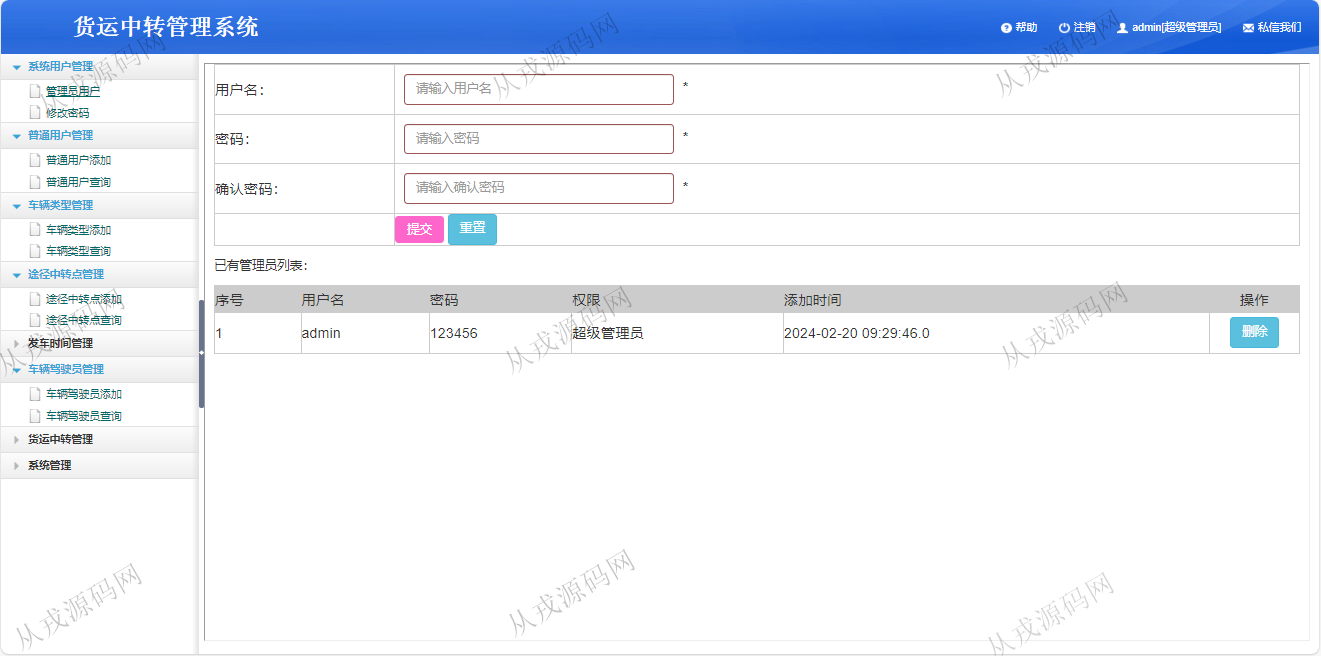 货运中转管理系统
帮助 注销 admin[超级管理员] 私信我们
系统用户管理
管理员用户
修改密码
普通用户管理
普通用户添加
普通用户查询
车辆类型管理
车辆类型添加
车辆类型查询
途径中转点管理
途径中转点添加
途径中转点查询
发车时间管理
车辆驾驶员管理
车辆驾驶员添加
车辆驾驶员查询
货运中转管理
系统管理
用户名： 请输入用户名 *
密码： 请输入密码 *
确认密码： 请输入确认密码 *
提交 重置
已有管理员列表：
序号 用户名 密码 权限 添加时间 操作
1 admin 123456 超级管理员 2024-02-20 09:29:46.0 删除
从戎源码网
从戎源码网
从戎源码网
从戎源码网
从戎源码网
从戎源码网
从戎源码网
从戎源码网
从戎源码网